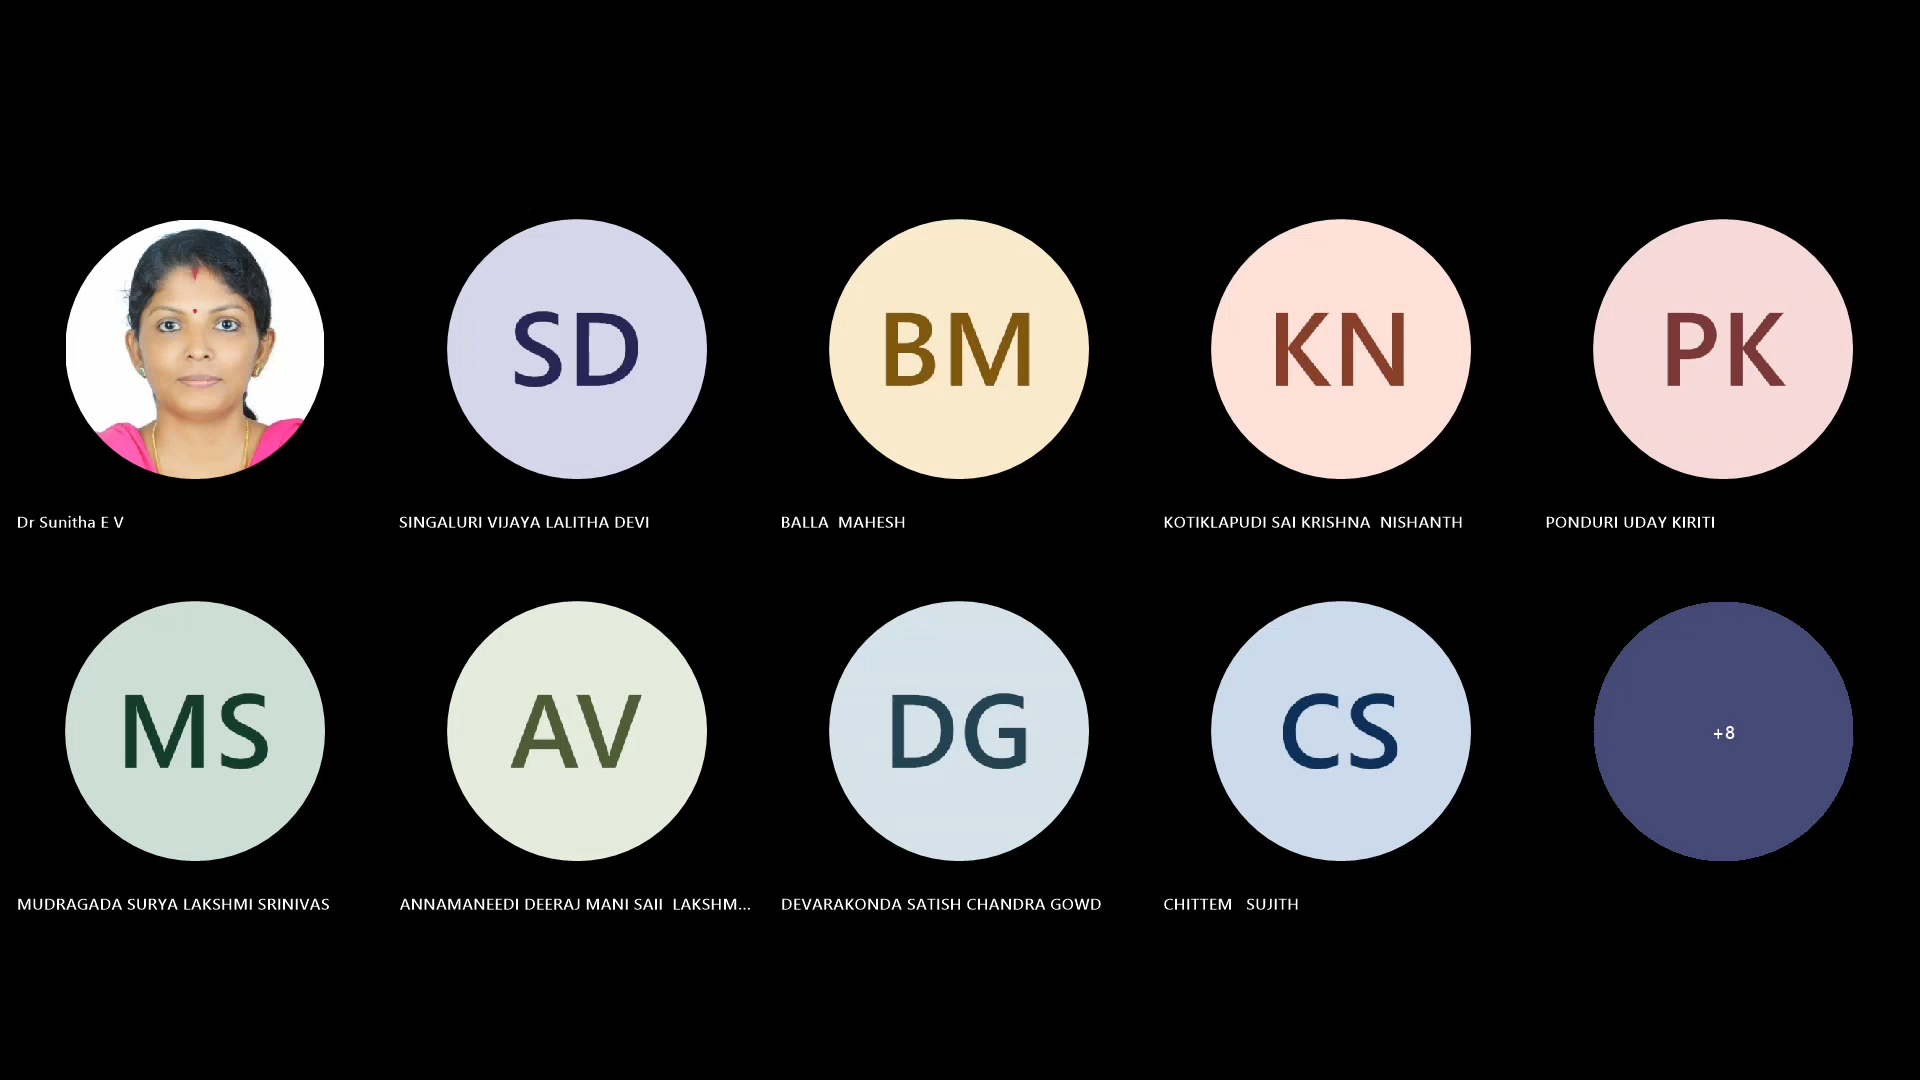 SD
BM
KN
PK
Dr Sunitha E V
SINGALURI VIJAYA LALITHA DEVI
BALLA  MAHESH
KOTIKLAPUDI SAI KRISHNA  NISHANTH
PONDURI UDAY KIRITI
MS
AV
DG
CS
+8
MUDRAGADA SURYA LAKSHMI SRINIVAS
ANNAMANEEDI DEERAJ MANI SAII  LAKSHM...
DEVARAKONDA SATISH CHANDRA GOWD
CHITTEM   SUJITH